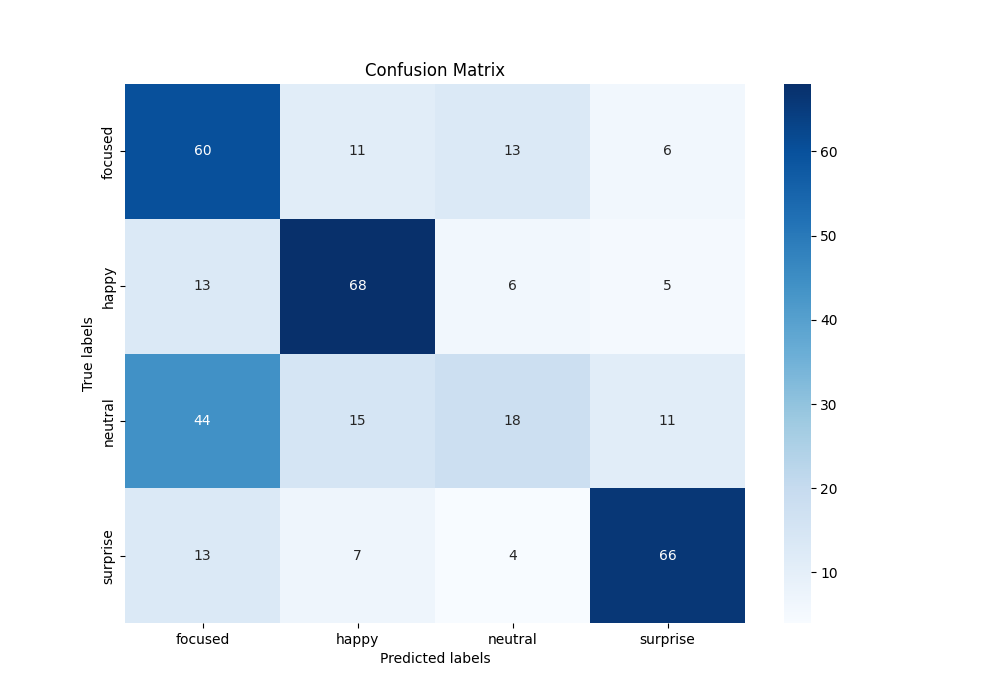 Confusion Matrix
focused 60 11 13 6
happy 13 68 6 5
neutral 44 15 18 11
surprise 13 7 4 66
focused happy neutral surprise
Predicted labels
True labels
60
50
40
30
20
10